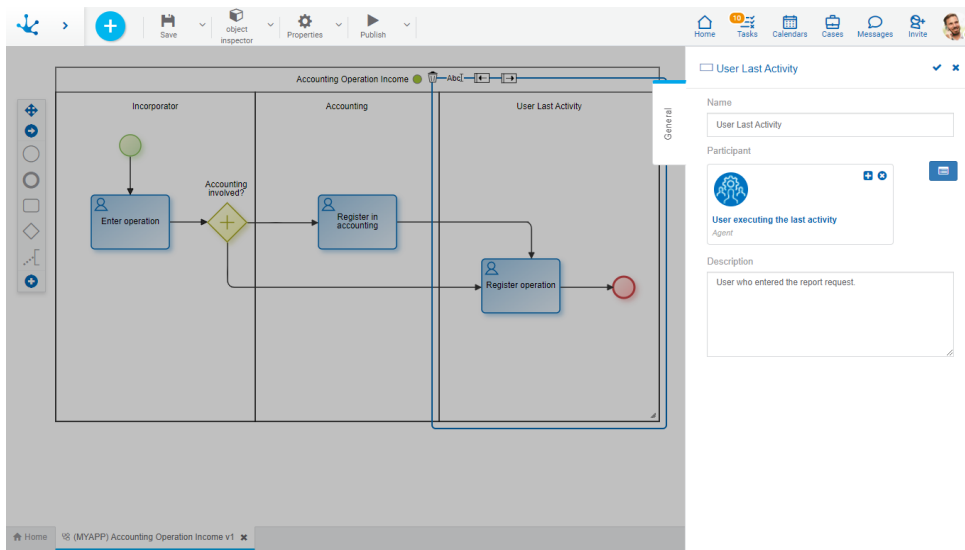 Save
object
inspector
Properties
Publish
Home
10
Tasks
Calendars
Cases
Messages
Invite
Accounting Operation Income
Abc
Incorporator
Accounting
User Last Activity
Enter operation
Accounting
involved?
Register in
accounting
Register operation
General
User Last Activity
Name
User Last Activity
Participant
User executing the last activity
Agent
Description
User who entered the report request.
Home
(MYAPP) Accounting Operation Income v1